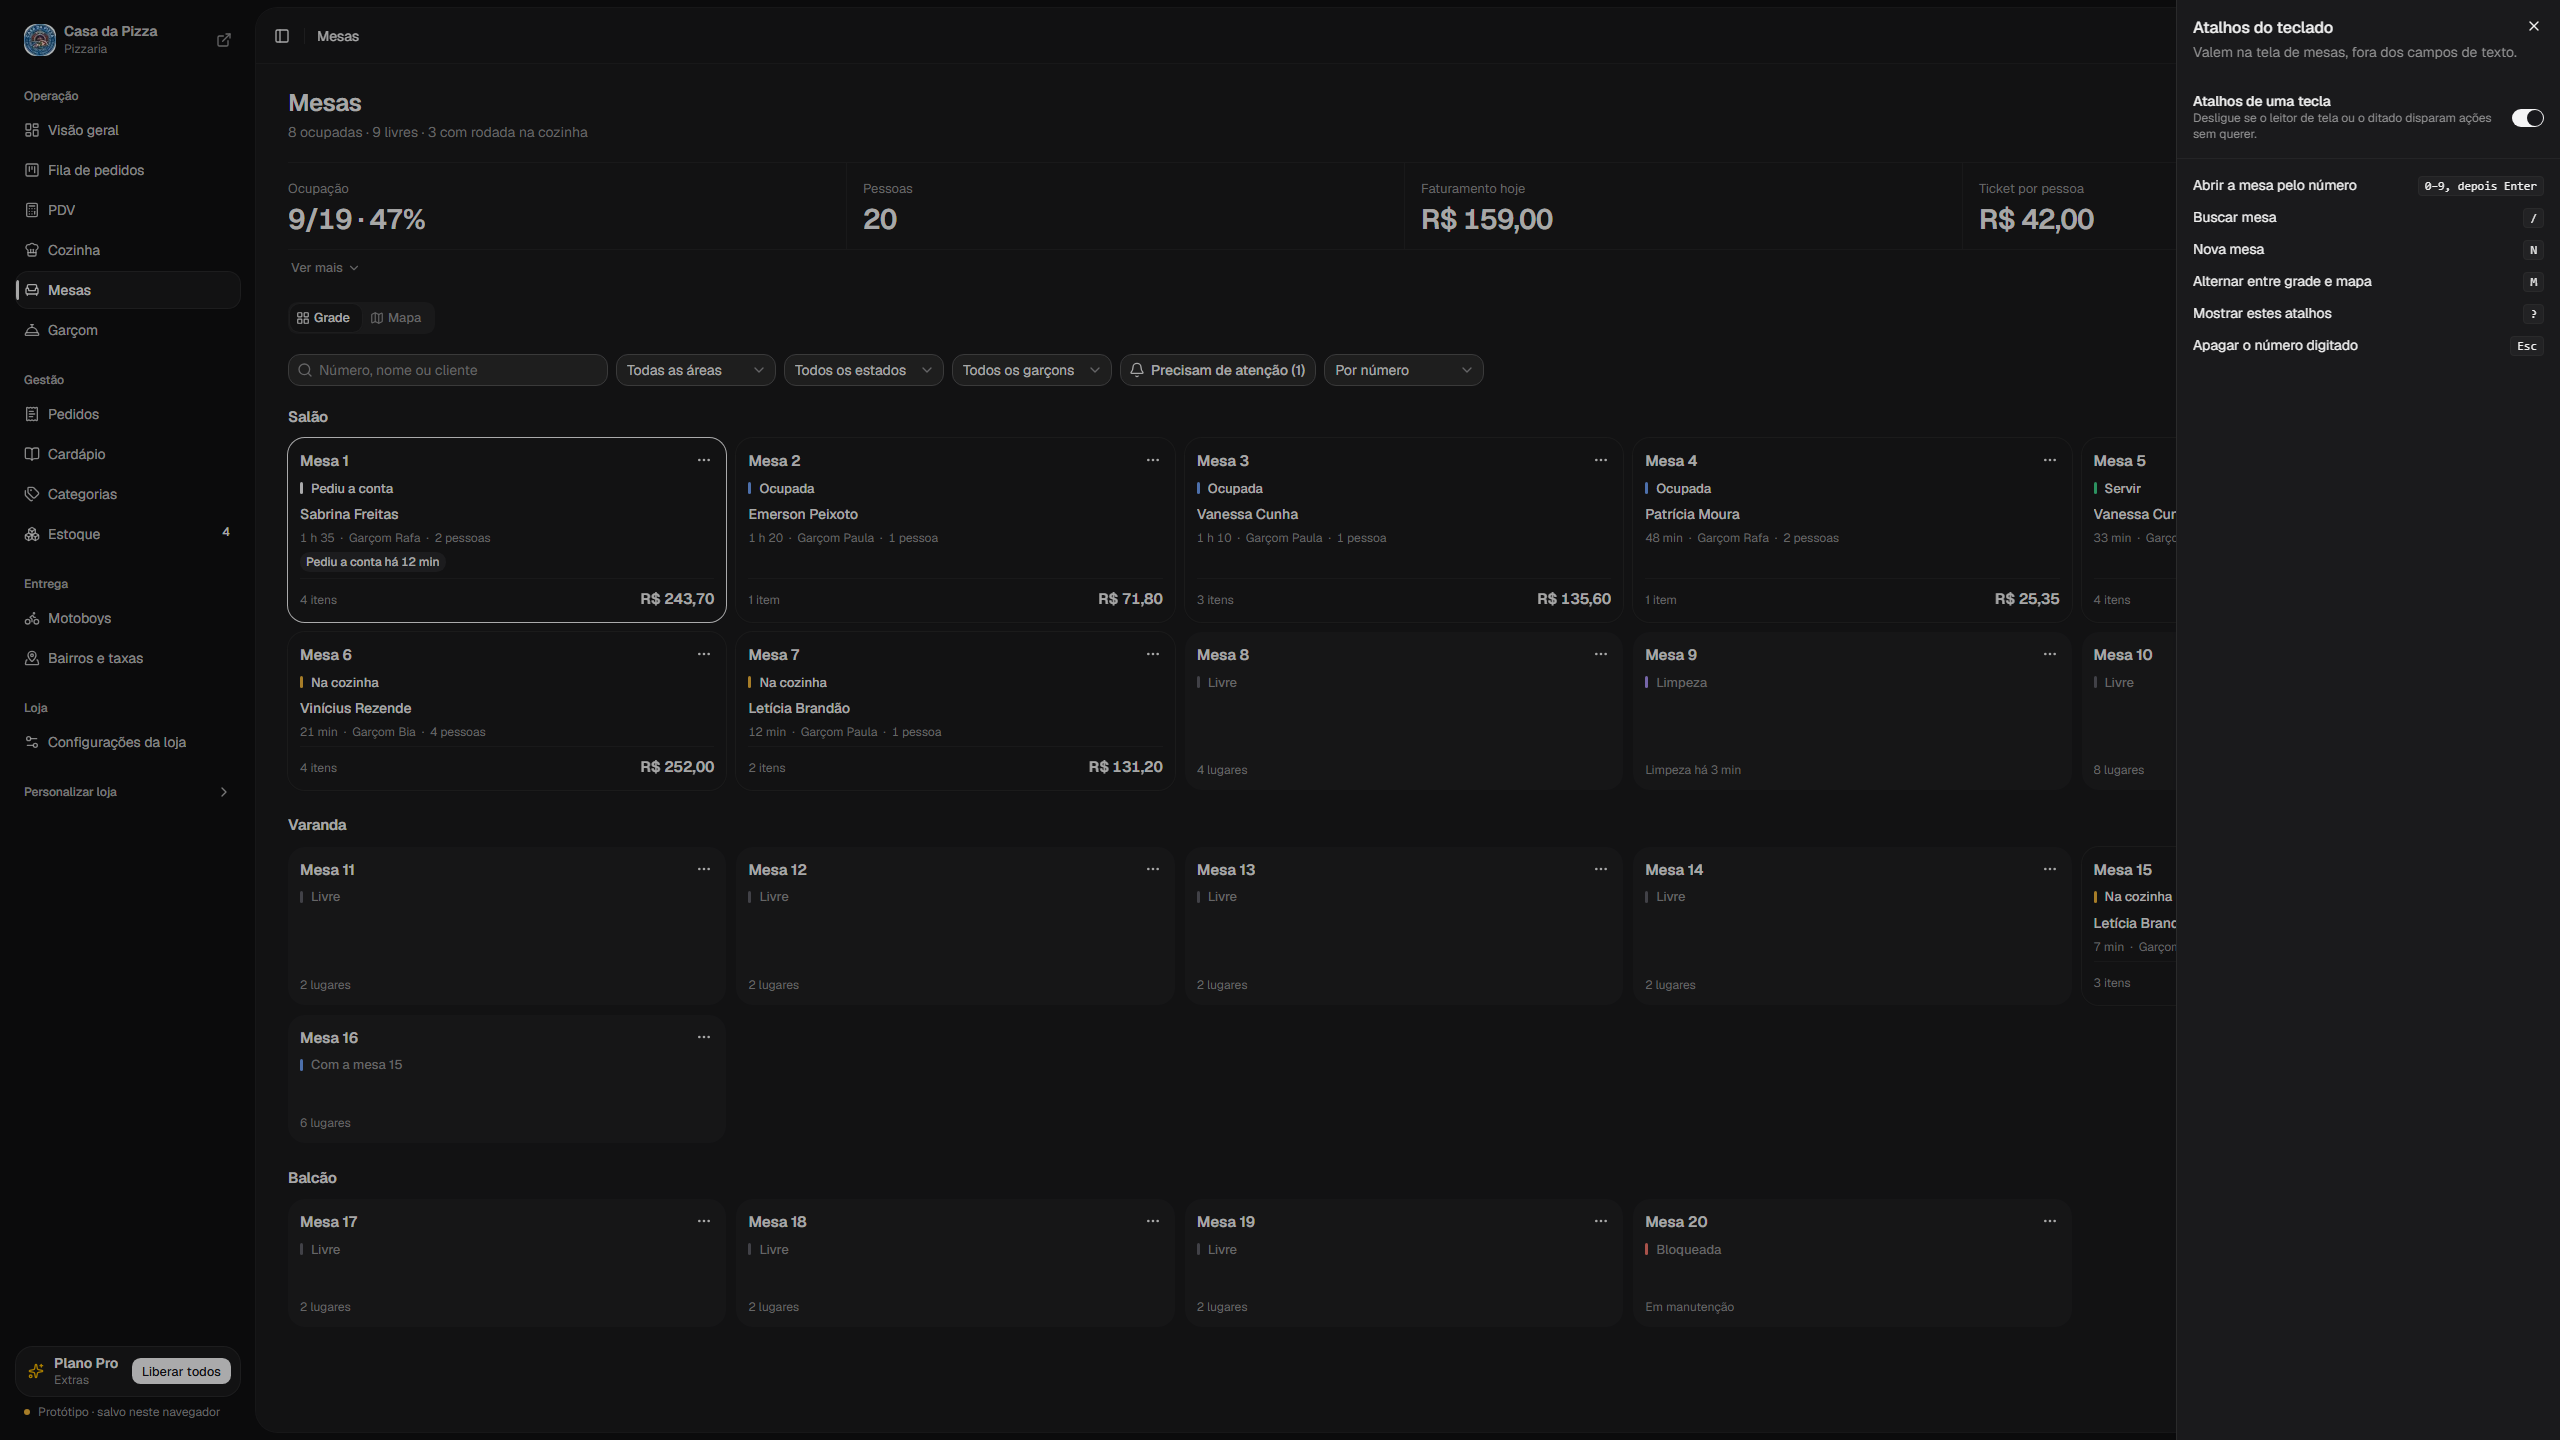 Casa da Pizza
Pizzaria
Operação
Visão geral
Fila de pedidos
PDV
Cozinha
Mesas
Garçom
Gestão
Pedidos
Cardápio
Categorias
Estoque 4
Entrega
Motoboys
Bairros e taxas
Loja
Configurações da loja
Personalizar loja
Plano Pro
Extras
Liberar todos
Protótipo · salvo neste navegador
Mesas
Mesas
8 ocupadas · 9 livres · 3 com rodada na cozinha
Ocupação
9/19 · 47%
Pessoas
20
Faturamento hoje
R$ 159,00
Ticket por pessoa
R$ 42,00
Ver mais
Grade Mapa
Número, nome ou cliente
Todas as áreas
Todos os estados
Todos os garçons
Precisam de atenção (1)
Por número
Salão
Mesa 1
Pediu a conta
Sabrina Freitas
1 h 35 · Garçom Rafa · 2 pessoas
Pediu a conta há 12 min
4 itens R$ 243,70
Mesa 2
Ocupada
Emerson Peixoto
1 h 20 · Garçom Paula · 1 pessoa
1 item R$ 71,80
Mesa 3
Ocupada
Vanessa Cunha
1 h 10 · Garçom Paula · 1 pessoa
3 itens R$ 135,60
Mesa 4
Ocupada
Patrícia Moura
48 min · Garçom Rafa · 2 pessoas
1 item R$ 25,35
Mesa 5
Servir
Vanessa Cur
33 min · Garço
4 itens
Mesa 6
Na cozinha
Vinícius Rezende
21 min · Garçom Bia · 4 pessoas
4 itens R$ 252,00
Mesa 7
Na cozinha
Letícia Brandão
12 min · Garçom Paula · 1 pessoa
2 itens R$ 131,20
Mesa 8
Livre
4 lugares
Mesa 9
Limpeza
Limpeza há 3 min
Mesa 10
Livre
8 lugares
Varanda
Mesa 11
Livre
2 lugares
Mesa 12
Livre
2 lugares
Mesa 13
Livre
2 lugares
Mesa 14
Livre
2 lugares
Mesa 15
Na cozinha
Letícia Branc
7 min · Garçon
3 itens
Mesa 16
Com a mesa 15
6 lugares
Balcão
Mesa 17
Livre
2 lugares
Mesa 18
Livre
2 lugares
Mesa 19
Livre
2 lugares
Mesa 20
Bloqueada
Em manutenção
Atalhos do teclado
Valem na tela de mesas, fora dos campos de texto.
Atalhos de uma tecla
Desligue se o leitor de tela ou o ditado disparam ações
sem querer.
Abrir a mesa pelo número 0–9, depois Enter
Buscar mesa /
Nova mesa N
Alternar entre grade e mapa M
Mostrar estes atalhos ?
Apagar o número digitado Esc